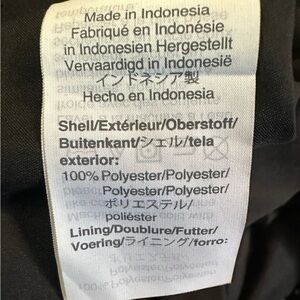 Made in Indonesia
Fabriqué en Indonésie
in Indonesien Hergestellt
Vervaardigd in Indonesië
インドネシア製
Hecho en Indonesia
Shell/Extérieur/Oberstoff/
Buitenkant/シェル/tela
exterior:
100% Polyester/Polyester/
Polyester/Polyester/
ポリエステル/
poliéster
Lining/Doublure/Futter/
Voering/ライニング/forro: